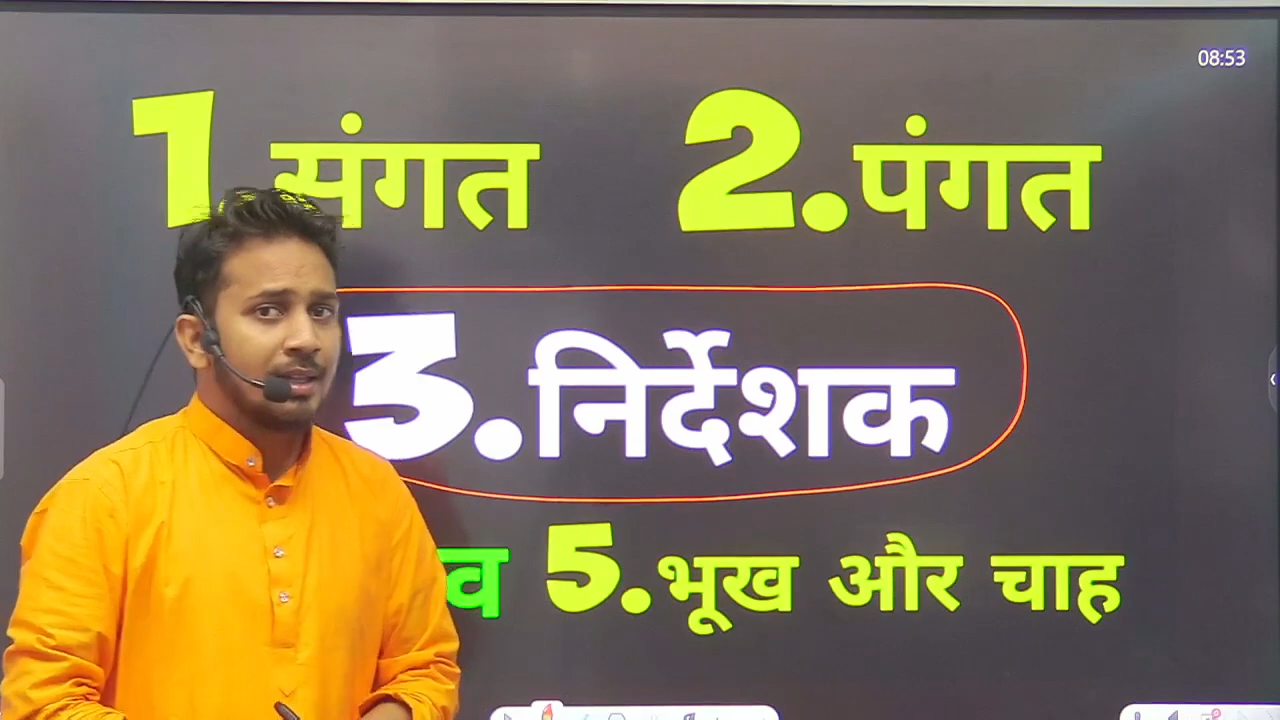 08:53
1. संगत 2. पंगत
3. निर्देशक
5. भूख और चाह